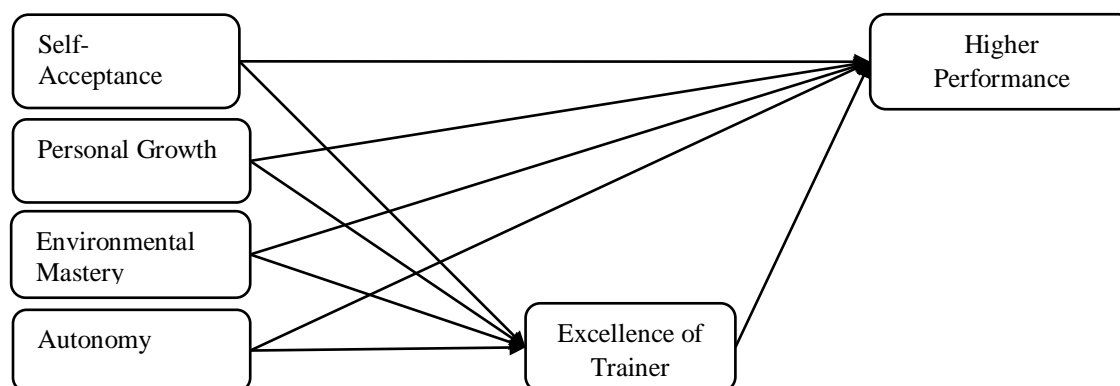 Self-
Acceptance
Higher
Performance
Personal Growth
Environmental
Mastery
Autonomy
Excellence of
Trainer